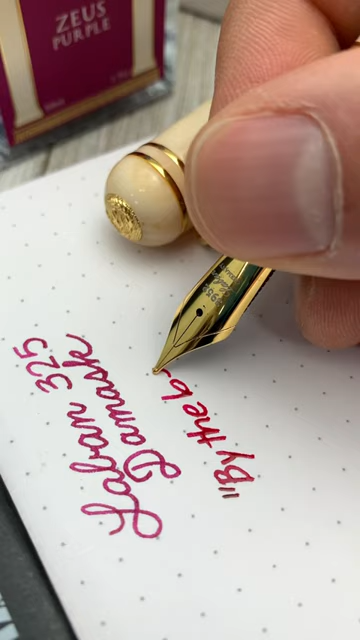 ZEUS
PURPLE
Laban 325
Damask
"By the b